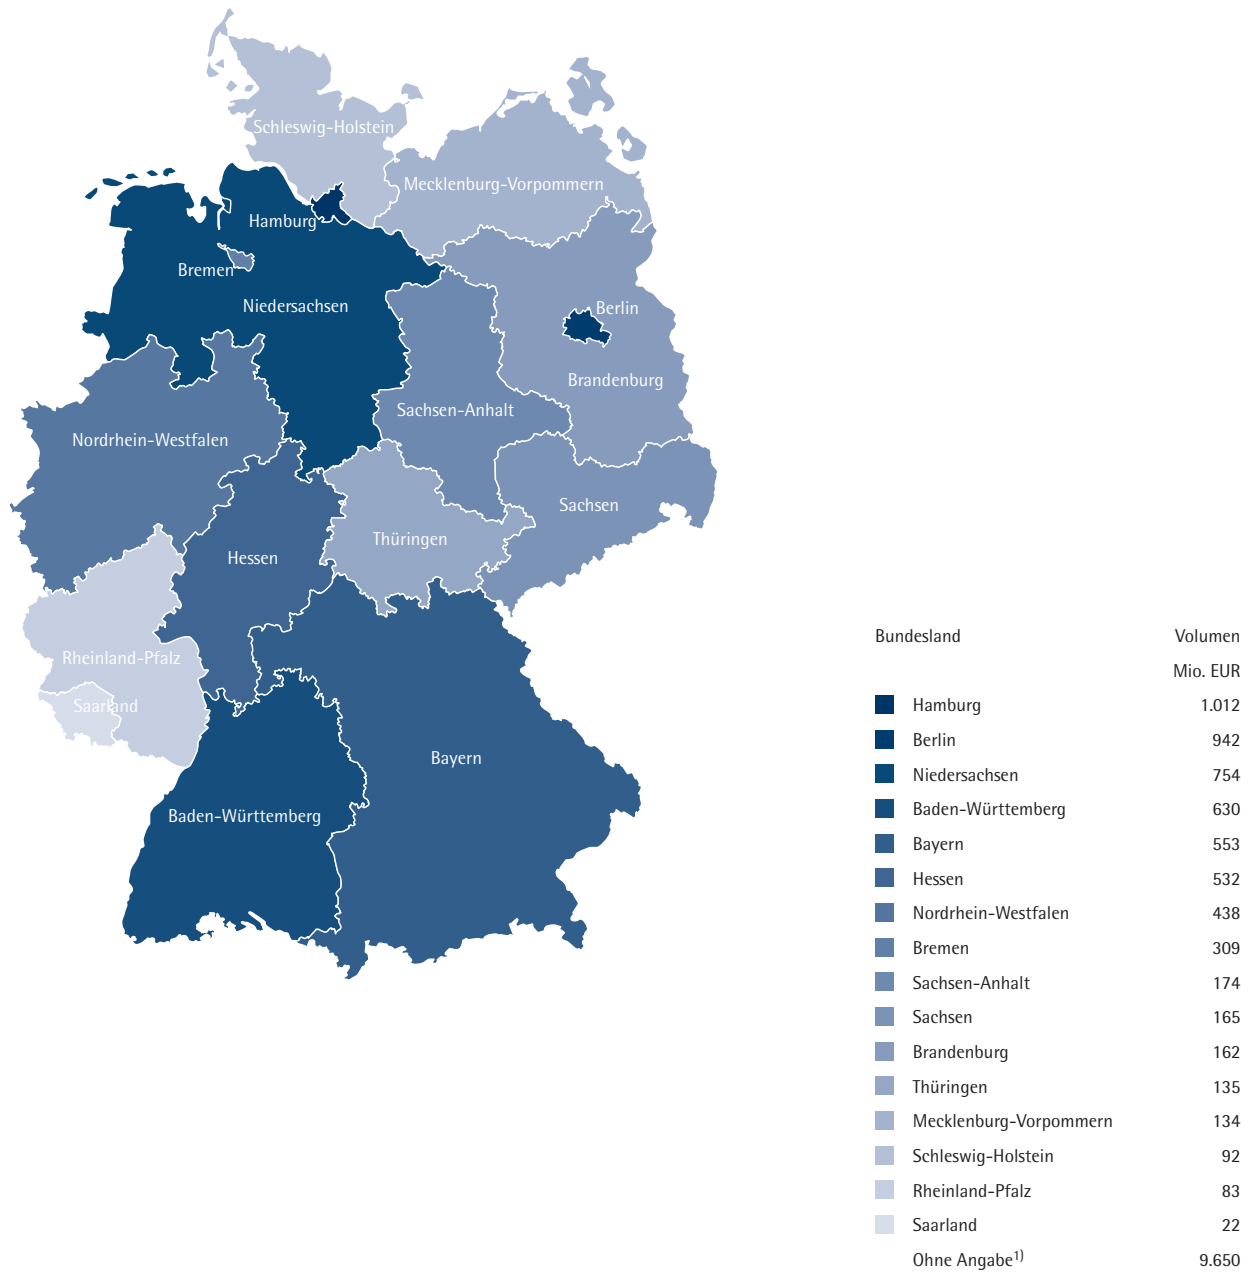 Schleswig-Holstein
Mecklenburg-Vorpommern
Hamburg
Bremen
Niedersachsen
Berlin
Brandenburg
Sachsen-Anhalt
Nordrhein-Westfalen
Sachsen
Thüringen
Hessen
Rheinland-Pfalz
Saarland
Bayern
Baden-Württemberg
Bundesland Volumen
Mio. EUR
Hamburg 1.012
Berlin 942
Niedersachsen 754
Baden-Württemberg 630
Bayern 553
Hessen 532
Nordrhein-Westfalen 438
Bremen 309
Sachsen-Anhalt 174
Sachsen 165
Brandenburg 162
Thüringen 135
Mecklenburg-Vorpommern 134
Schleswig-Holstein 92
Rheinland-Pfalz 83
Saarland 22
Ohne Angabe1) 9.650